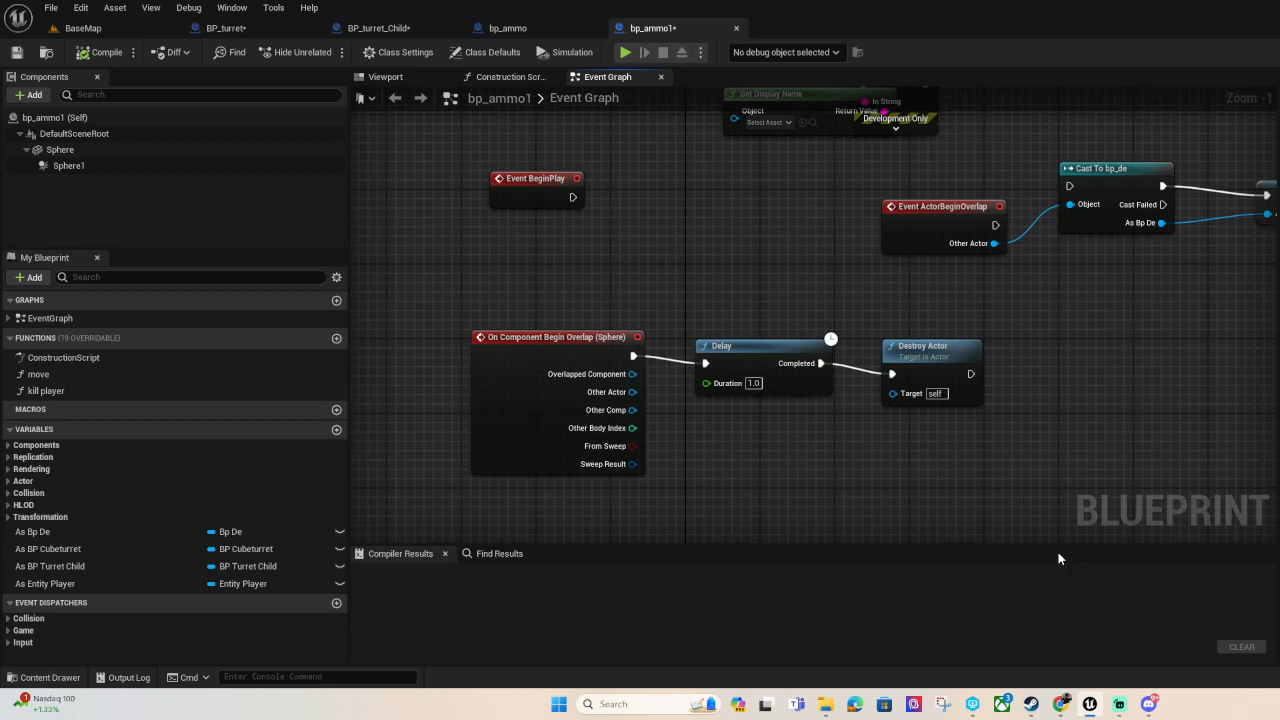 File Edit Asset View Debug Window Tools Help
BaseMap BP_turret* BP_turret_Child* bp_ammo bp_ammo1*
Compile Diff Find Hide Unrelated Class Settings Class Defaults Simulation No debug object selected
Components Viewport Construction Scr... Event Graph
+ Add Search
bp_ammo1 > Event Graph Zoom -1
bp_ammo1 (Self)
DefaultSceneRoot
Sphere
Sphere1
Get Display Name
Object Return Value
Select Asset
In String
Development Only
Event BeginPlay
Event ActorBeginOverlap
Other Actor
Cast To bp_de
Object Cast Failed
As Bp De
My Blueprint
+ Add Search
GRAPHS
EventGraph
FUNCTIONS (19 OVERRIDABLE)
ConstructionScript
move
kill player
MACROS
VARIABLES
Components
Replication
Rendering
Actor
Collision
HLOD
Transformation
As Bp De Bp De
As BP Cubeturret BP Cubeturret
As BP Turret Child BP Turret Child
As Entity Player Entity Player
EVENT DISPATCHERS
Collision
Game
Input
On Component Begin Overlap (Sphere)
Overlapped Component
Other Actor
Other Comp
Other Body Index
From Sweep
Sweep Result
Delay
Completed
Duration 1.0
Destroy Actor
Target is Actor
Target self
BLUEPRINT
Compiler Results Find Results
CLEAR
Content Drawer Output Log Cmd Enter Console Command
1 Nasdaq 100
+1.33%
Search
3
9+